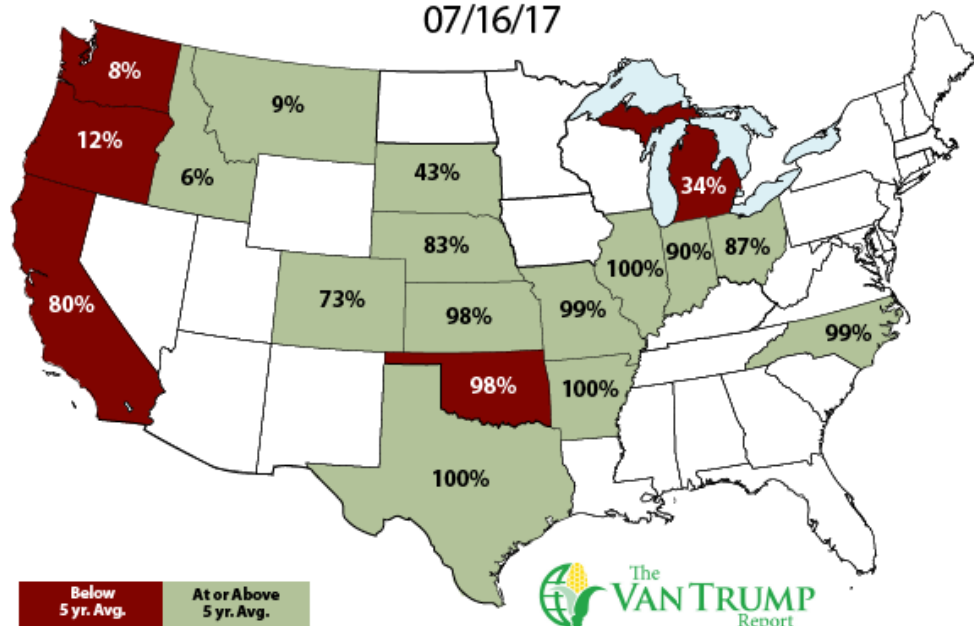 07/16/17
8%
9%
12%
6%
43%
34%
83%
87%
90%
100%
73%
99%
80%
98%
99%
98%
100%
100%
Below
5 yr. Avg.
At or Above
5 yr. Avg.
The
VAN TRUMP
Report